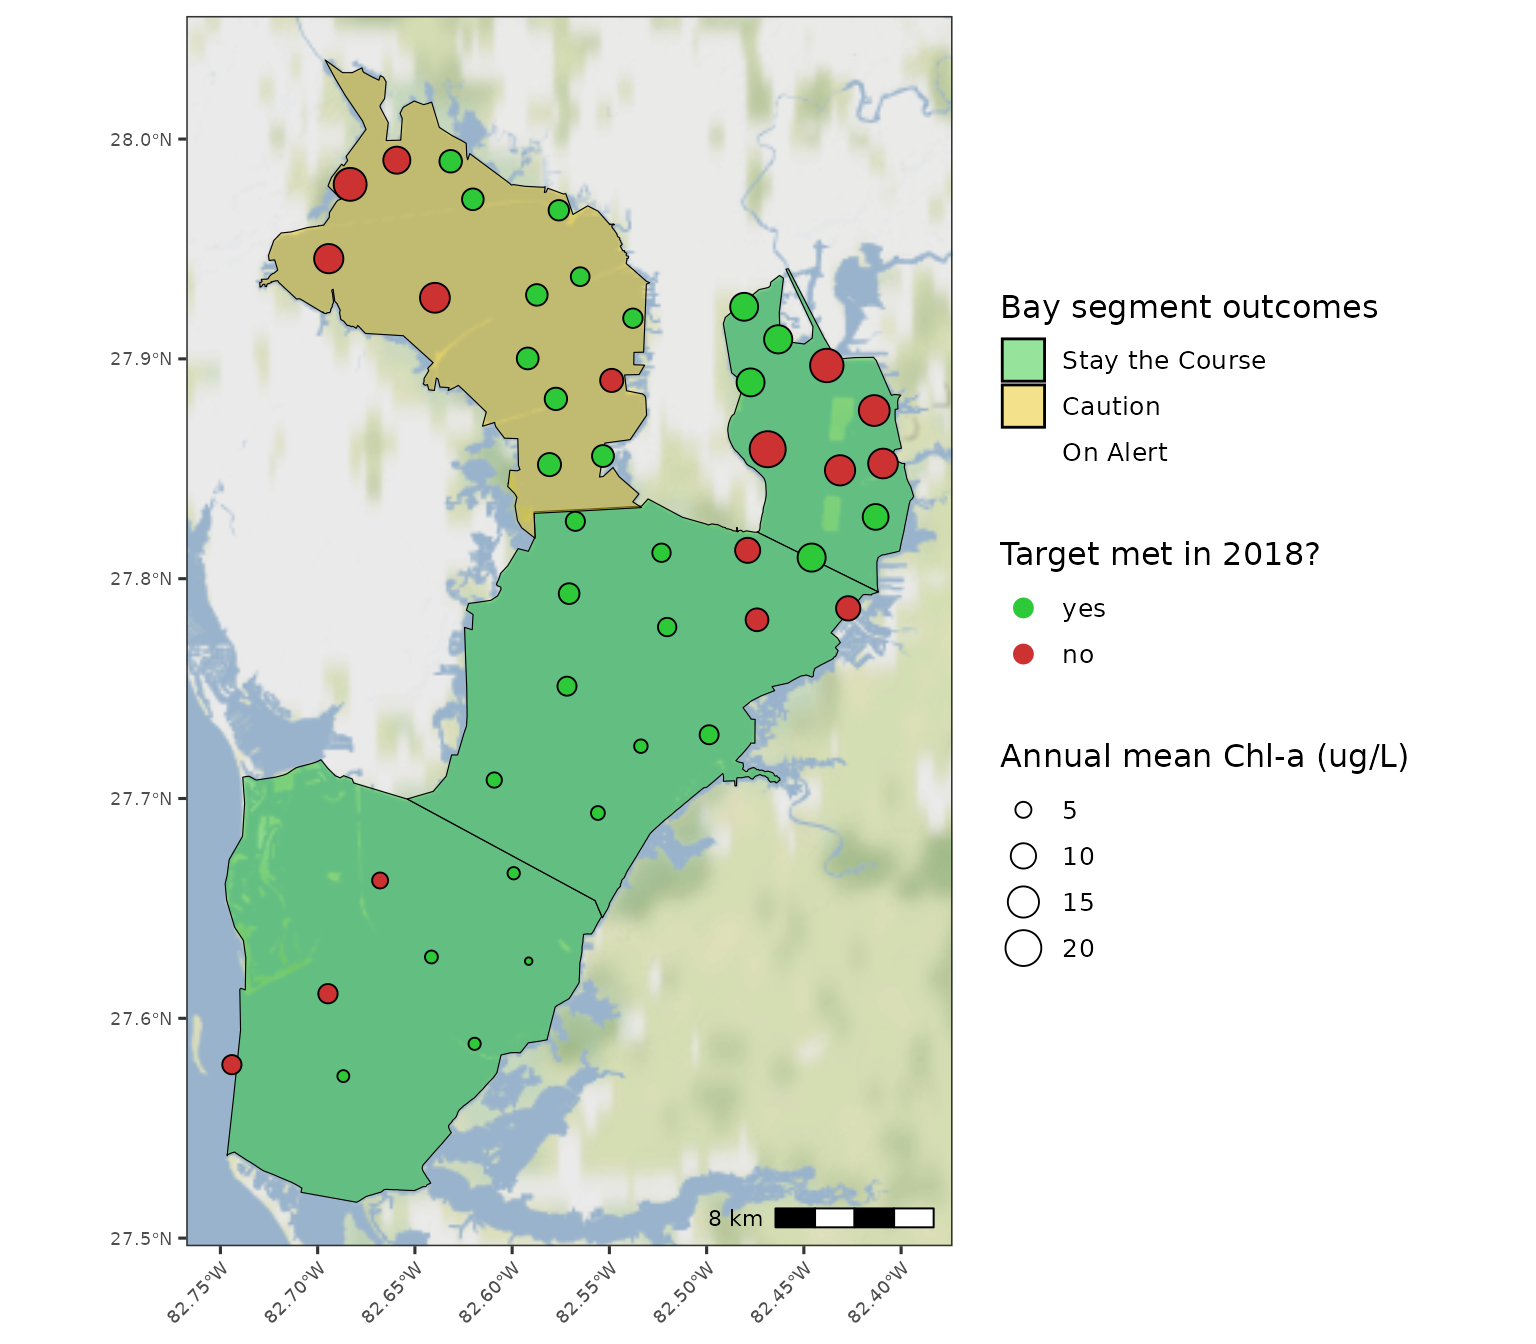 28.0°N
27.9°N
27.8°N
27.7°N
27.6°N
27.5°N
82.75°W
82.70°W
82.65°W
82.60°W
82.55°W
82.50°W
82.45°W
82.40°W
8 km
Bay segment outcomes
Stay the Course
Caution
On Alert
Target met in 2018?
yes
no
Annual mean Chl-a (ug/L)
5
10
15
20